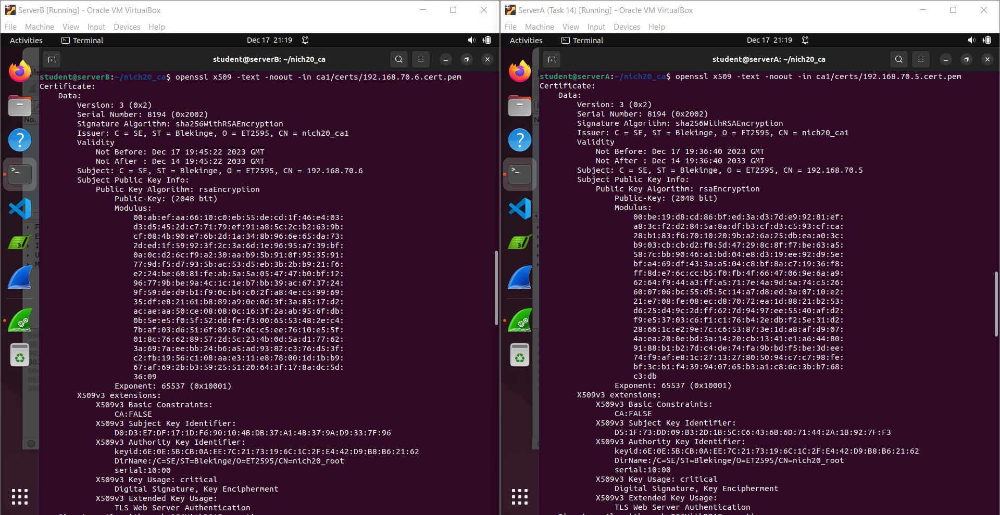 ServerB [Running] - Oracle VM VirtualBox
File Machine View Input Devices Help
Activities Terminal Dec 17 21:19
student@serverB: ~/nich20_ca
student@serverB:~/nich20_ca$ openssl x509 -text -noout -in ca1/certs/192.168.70.6.cert.pem
Certificate:
Data:
Version: 3 (0x2)
Serial Number: 8194 (0x2002)
Signature Algorithm: sha256WithRSAEncryption
Issuer: C = SE, ST = Blekinge, O = ET2595, CN = nich20_ca1
Validity
Not Before: Dec 17 19:45:22 2023 GMT
Not After : Dec 14 19:45:22 2033 GMT
Subject: C = SE, ST = Blekinge, O = ET2595, CN = 192.168.70.6
Subject Public Key Info:
Public Key Algorithm: rsaEncryption
Public-Key: (2048 bit)
Modulus:
00:ab:ef:aa:66:10:c0:eb:55:de:cd:1f:46:e4:03:
d3:d5:45:2d:c7:71:79:ef:91:a8:5c:2c:b2:63:9b:
cf:08:4b:90:e7:6b:2d:1a:34:8b:96:6e:65:da:73:
2d:ed:1f:59:92:3f:2c:3a:6d:1e:96:95:a7:39:bf:
0a:0c:d2:6c:f9:a2:30:aa:b9:5b:91:0f:95:35:91:
77:9d:f5:d7:93:5b:ac:53:d5:eb:3b:2b:b9:21:f6:
e2:24:be:60:81:fe:ab:5a:5a:05:47:47:b0:bf:12:
96:77:9b:be:9a:4c:1c:1e:b7:bb:39:ac:67:37:24:
9f:59:de:d9:b1:f9:0c:b4:c0:2f:a8:4e:c5:99:69:
35:df:e8:21:61:b8:89:a9:0e:0d:3f:3a:85:17:d2:
ac:ae:aa:50:ce:08:08:0c:16:3f:2a:ab:95:6f:db:
0b:5e:e5:f0:5f:52:dd:fe:f3:00:65:53:48:2e:c4:
7b:af:03:d6:51:6f:89:87:dc:c5:ee:76:10:e5:5f:
01:8c:76:62:89:57:2d:5c:23:4b:0d:5a:d1:77:62:
3a:69:7a:ee:bb:24:b6:a5:ad:93:82:c3:76:d5:3f:
c2:fb:19:56:c1:08:aa:e3:11:e8:78:00:1d:1b:b9:
67:af:69:2b:b3:59:25:51:20:64:3f:17:8a:dc:5d:
36:09
Exponent: 65537 (0x10001)
X509v3 extensions:
X509v3 Basic Constraints:
CA:FALSE
X509v3 Subject Key Identifier:
D0:D3:E7:DF:17:1D:F6:90:10:4B:DB:37:A1:4B:37:9A:D9:33:7F:96
X509v3 Authority Key Identifier:
keyid:6E:0E:5B:CB:0A:EE:7C:21:73:19:6C:1C:2F:E4:42:D9:B8:B6:21:62
DirName:/C=SE/ST=Blekinge/O=ET2595/CN=nich20_root
serial:10:00
X509v3 Key Usage: critical
Digital Signature, Key Encipherment
X509v3 Extended Key Usage:
TLS Web Server Authentication
ServerA (Task 14) [Running] - Oracle VM VirtualBox
File Machine View Input Devices Help
Activities Terminal Dec 17 21:19
student@serverA: ~/nich20_ca
student@serverA:~/nich20_ca$ openssl x509 -text -noout -in ca1/certs/192.168.70.5.cert.pem
Certificate:
Data:
Version: 3 (0x2)
Serial Number: 8194 (0x2002)
Signature Algorithm: sha256WithRSAEncryption
Issuer: C = SE, ST = Blekinge, O = ET2595, CN = nich20_ca1
Validity
Not Before: Dec 17 19:36:40 2023 GMT
Not After : Dec 14 19:36:40 2033 GMT
Subject: C = SE, ST = Blekinge, O = ET2595, CN = 192.168.70.5
Subject Public Key Info:
Public Key Algorithm: rsaEncryption
Public-Key: (2048 bit)
Modulus:
00:be:19:d8:cd:86:bf:ed:3a:d3:7d:e9:92:81:ef:
a8:3c:f2:d2:84:5a:8a:df:b3:cf:d3:c5:93:cf:ca:
28:b1:83:f6:70:10:20:9b:a2:6a:25:db:ea:a0:3c:
b9:03:cb:cb:d2:f8:5d:47:29:8c:8f:f7:be:63:a5:
58:7c:bb:90:46:a1:bd:04:e8:d3:19:ee:92:d9:5e:
bf:a4:69:df:43:3a:a5:04:c8:bf:8a:c7:19:36:f8:
ff:8d:e7:6c:cc:b5:f0:fb:4f:66:47:06:9e:6a:a9:
62:64:f9:44:a3:ff:a5:71:7e:4a:9d:5a:74:c5:26:
60:07:06:bc:55:d5:5c:14:a7:d8:ed:3a:07:10:e2:
21:e7:08:fe:08:ec:d8:70:72:ea:1d:88:21:b2:53:
d6:25:d4:9c:2d:ff:62:7d:94:97:ee:55:40:af:d2:
f9:e5:37:03:c6:f1:c1:76:b4:2e:db:f2:5e:31:d2:
28:66:1c:e2:9e:7c:c6:53:87:3e:1d:a8:af:d9:07:
4a:ea:20:0e:bd:3a:14:20:cb:13:41:e1:a6:44:80:
91:88:b1:b2:7d:c4:de:74:fa:9b:bd:f5:be:3d:ee:
74:f9:af:e8:1c:27:13:27:80:50:94:c7:c7:98:fe:
bf:3c:b1:f4:39:94:07:65:b3:a1:c8:6c:3b:b7:68:
c3:db
Exponent: 65537 (0x10001)
X509v3 extensions:
X509v3 Basic Constraints:
CA:FALSE
X509v3 Subject Key Identifier:
D5:1F:73:DD:09:B3:2D:1B:5C:C6:43:6B:6D:71:44:2A:1B:92:7F:F3
X509v3 Authority Key Identifier:
keyid:6E:0E:5B:CB:0A:EE:7C:21:73:19:6C:1C:2F:E4:42:D9:B8:B6:21:62
DirName:/C=SE/ST=Blekinge/O=ET2595/CN=nich20_root
serial:10:00
X509v3 Key Usage: critical
Digital Signature, Key Encipherment
X509v3 Extended Key Usage:
TLS Web Server Authentication